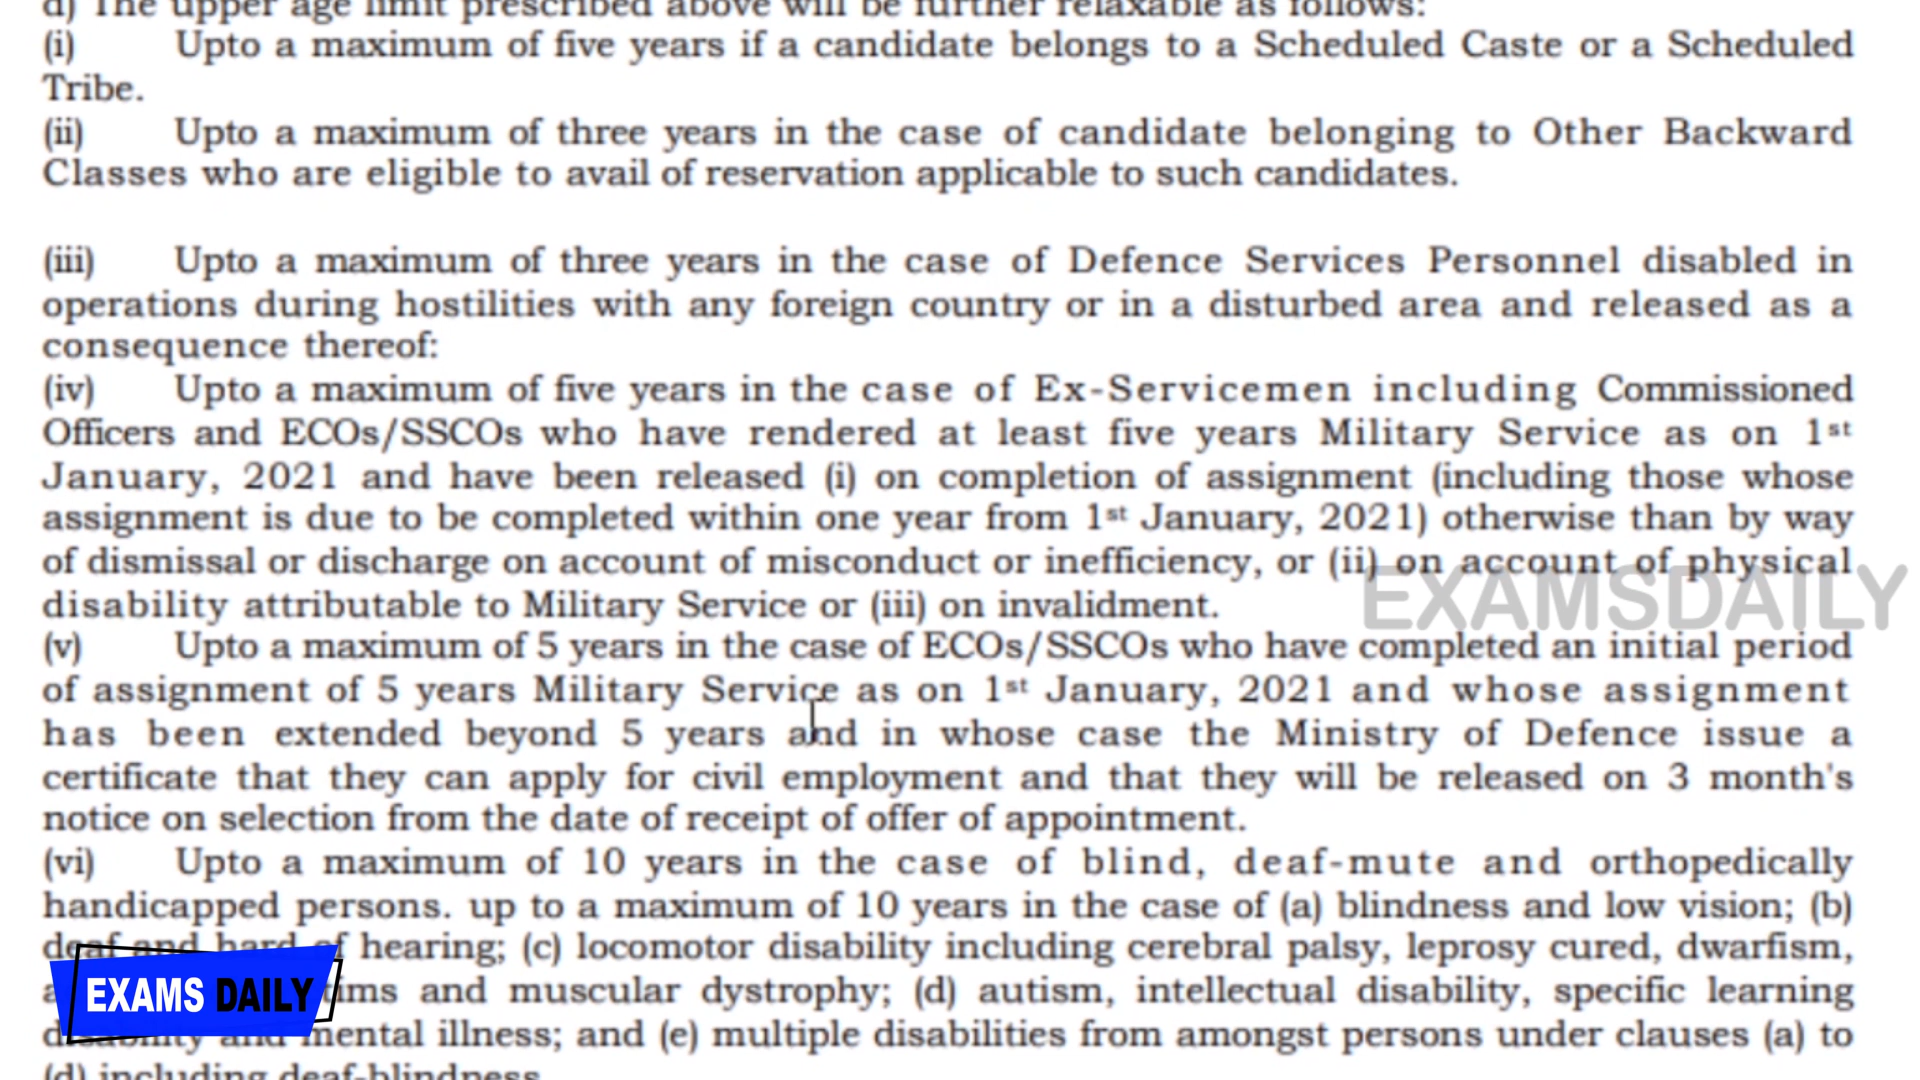 d) The upper age limit prescribed above will be further relaxable as follows:
(i) Upto a maximum of five years if a candidate belongs to a Scheduled Caste or a Scheduled
Tribe.
(ii) Upto a maximum of three years in the case of candidate belonging to Other Backward
Classes who are eligible to avail of reservation applicable to such candidates.
(iii) Upto a maximum of three years in the case of Defence Services Personnel disabled in
operations during hostilities with any foreign country or in a disturbed area and released as a
consequence thereof:
(iv) Upto a maximum of five years in the case of Ex-Servicemen including Commissioned
Officers and ECOs/SSCOs who have rendered at least five years Military Service as on 1st
January, 2021 and have been released (i) on completion of assignment (including those whose
assignment is due to be completed within one year from 1st January, 2021) otherwise than by way
of dismissal or discharge on account of misconduct or inefficiency, or (ii) on account of physical
EXAMSDAILY
disability attributable to Military Service or (iii) on invalidment.
(v) Upto a maximum of 5 years in the case of ECOs/SSCOs who have completed an initial period
of assignment of 5 years Military Service as on 1st January, 2021 and whose assignment
has been extended beyond 5 years and in whose case the Ministry of Defence issue a
certificate that they can apply for civil employment and that they will be released on 3 month's
notice on selection from the date of receipt of offer of appointment.
(vi) Upto a maximum of 10 years in the case of blind, deaf-mute and orthopedically
handicapped persons. up to a maximum of 10 years in the case of (a) blindness and low vision; (b)
deaf and hard of hearing; (c) locomotor disability including cerebral palsy, leprosy cured, dwarfism,
and muscular dystrophy; (d) autism, intellectual disability, specific learning
EXAMS DAILY
disability and mental illness; and (e) multiple disabilities from amongst persons under clauses (a) to
(d) including deaf-blindness